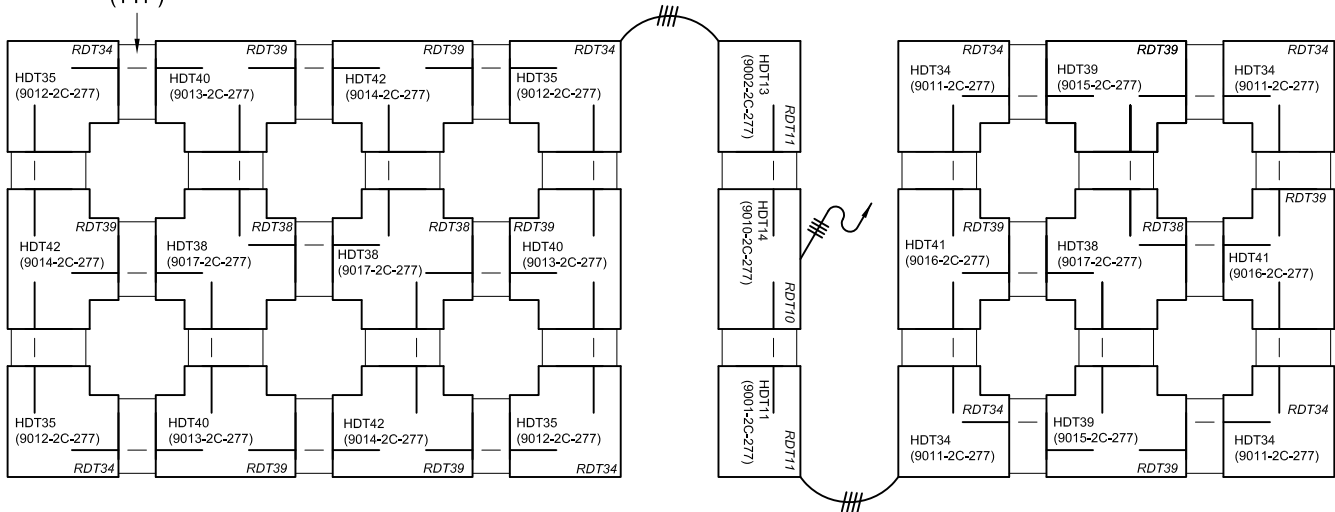 RDT34
HDT35
(9012-2C-277)
RDT39
HDT40
(9013-2C-277)
RDT39
HDT42
(9014-2C-277)
RDT34
HDT35
(9012-2C-277)
RDT39
HDT42
(9014-2C-277)
RDT38
HDT38
(9017-2C-277)
RDT38
HDT38
(9017-2C-277)
RDT39
HDT40
(9013-2C-277)
HDT35
(9012-2C-277)
RDT34
HDT40
(9013-2C-277)
RDT39
HDT42
(9014-2C-277)
RDT39
HDT35
(9012-2C-277)
RDT34
HDT13
(9002-2C-277)
RDT11
HDT14
(9010-2C-277)
RDT10
HDT11
(9001-2C-277)
RDT11
RDT34
HDT34
(9011-2C-277)
RDT39
HDT39
(9015-2C-277)
RDT34
HDT34
(9011-2C-277)
RDT39
HDT41
(9016-2C-277)
RDT38
HDT38
(9017-2C-277)
RDT39
HDT41
(9016-2C-277)
RDT34
HDT34
(9011-2C-277)
HDT39
(9015-2C-277)
RDT39
RDT34
HDT34
(9011-2C-277)